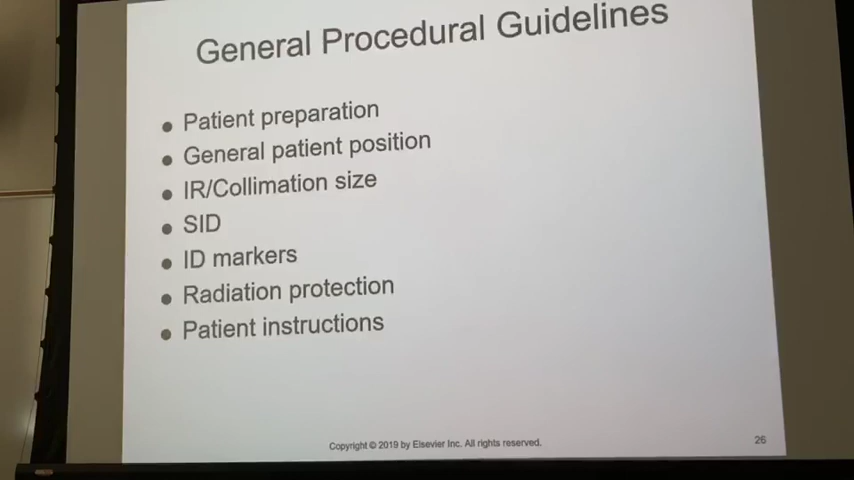 General Procedural Guidelines
• Patient preparation
• General patient position
• IR/Collimation size
• SID
• ID markers
• Radiation protection
• Patient instructions
Copyright © 2019 by Elsevier Inc. All rights reserved.
26